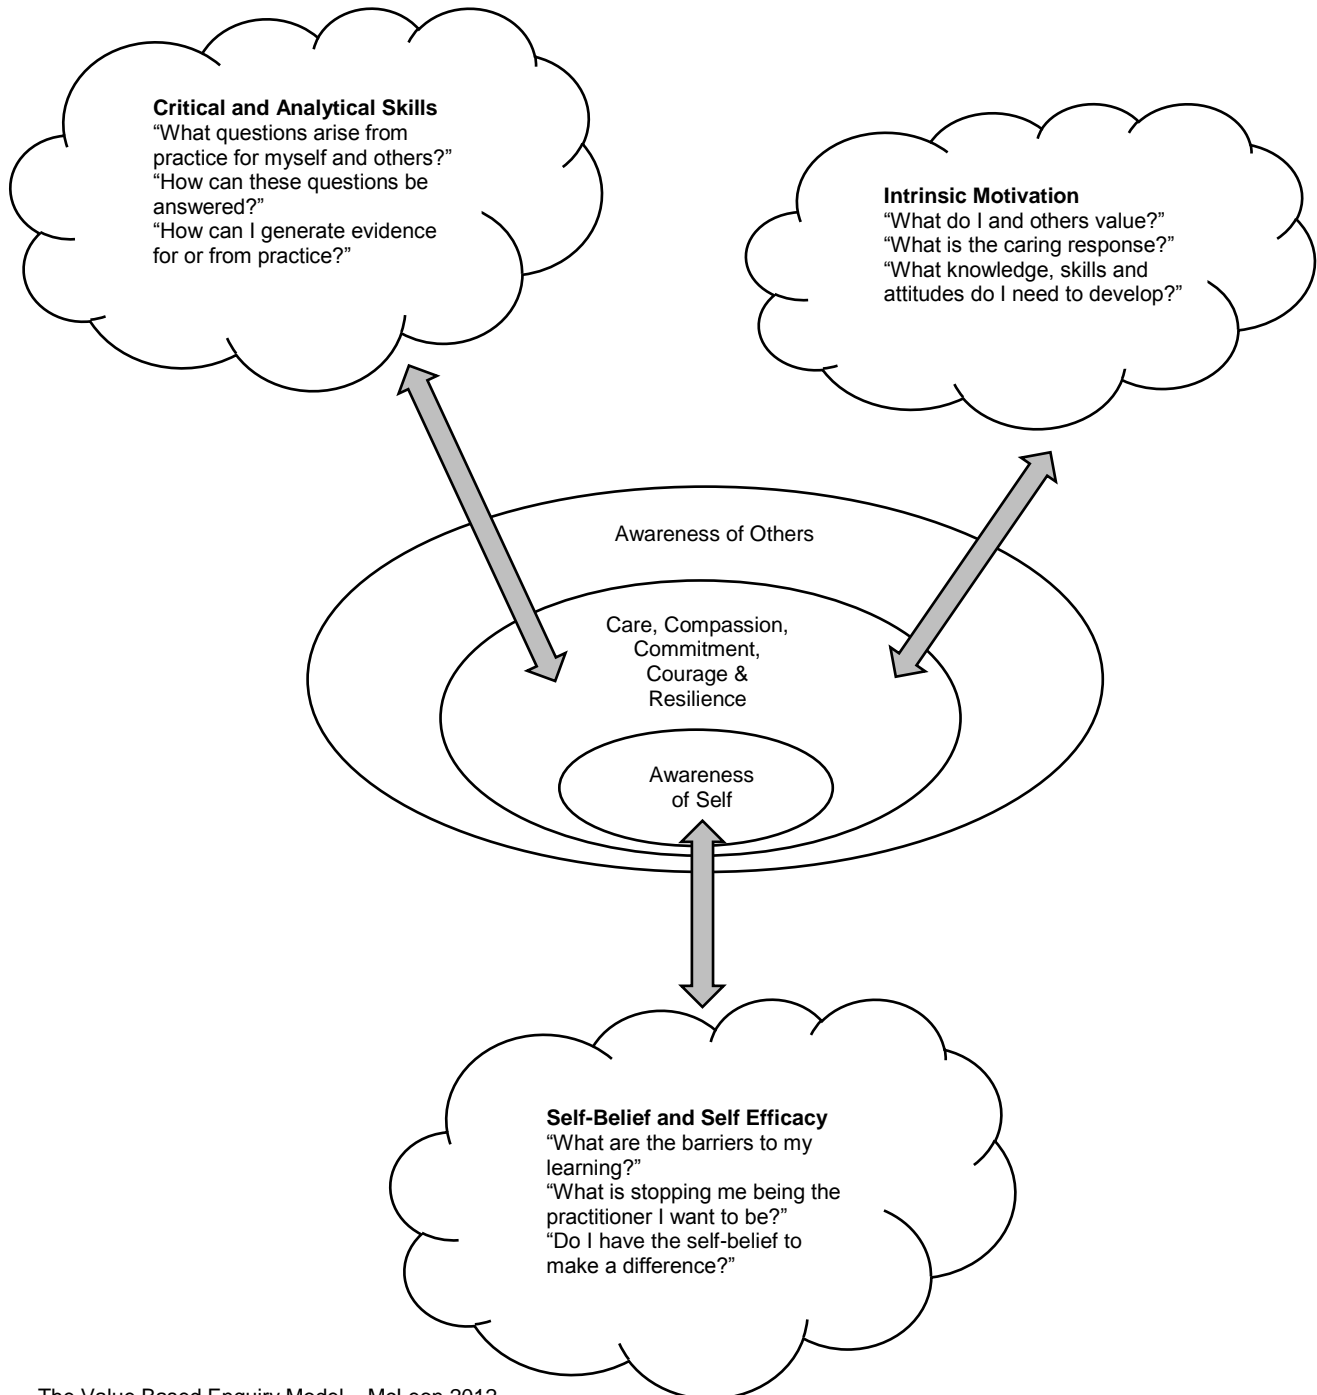 Critical and Analytical Skills
“What questions arise from
practice for myself and others?”
“How can these questions be
answered?”
“How can I generate evidence
for or from practice?”
Intrinsic Motivation
“What do I and others value?”
“What is the caring response?”
“What knowledge, skills and
attitudes do I need to develop?”
Awareness of Others
Care, Compassion,
Commitment,
Courage &
Resilience
Awareness
of Self
Self-Belief and Self Efficacy
“What are the barriers to my
learning?”
“What is stopping me being the
practitioner I want to be?”
“Do I have the self-belief to
make a difference?”
The Value Based Enquiry Model – McLean 2012